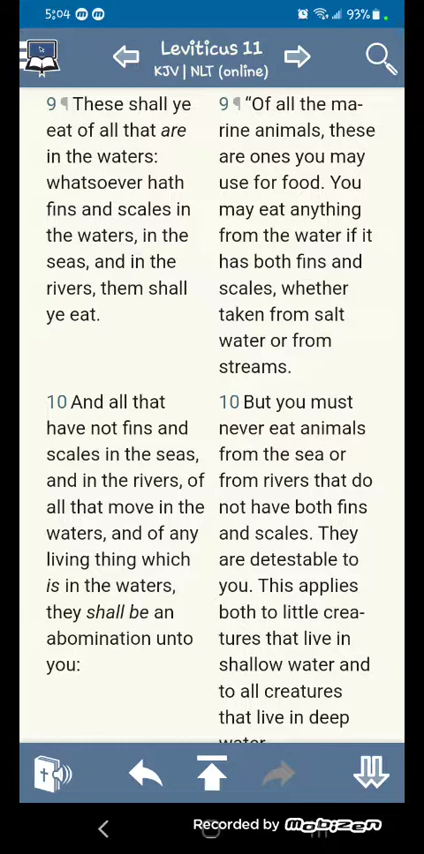 5:04
93%
Leviticus 11
KJV | NLT (online)
9 ¶ These shall ye
eat of all that are
in the waters:
whatsoever hath
fins and scales in
the waters, in the
seas, and in the
rivers, them shall
ye eat.
9 ¶ “Of all the ma-
rine animals, these
are ones you may
use for food. You
may eat anything
from the water if it
has both fins and
scales, whether
taken from salt
water or from
streams.
10 And all that
have not fins and
scales in the seas,
and in the rivers, of
all that move in the
waters, and of any
living thing which
is in the waters,
they shall be an
abomination unto
you:
10 But you must
never eat animals
from the sea or
from rivers that do
not have both fins
and scales. They
are detestable to
you. This applies
both to little crea-
tures that live in
shallow water and
to all creatures
that live in deep
water.
Recorded by mobizen